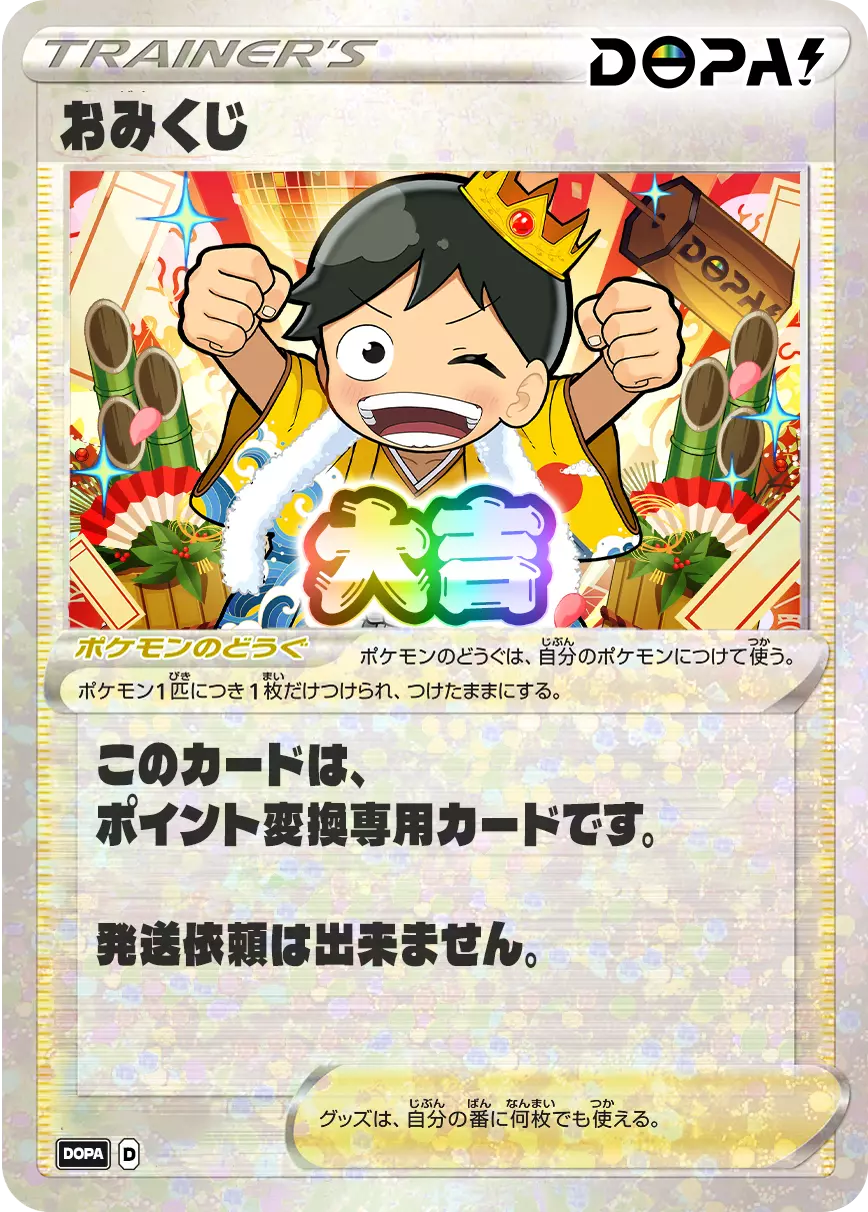 TRAINER'S
DOPA!
おみくじ
DOPA!
大吉
ポケモンのどうぐ
ポケモンのどうぐは、自分のポケモンにつけて使う。
ポケモン1匹につき1枚だけつけられ、つけたままにする。
このカードは、
ポイント変換専用カードです。
発送依頼は出来ません。
グッズは、自分の番に何枚でも使える。
DOPA D